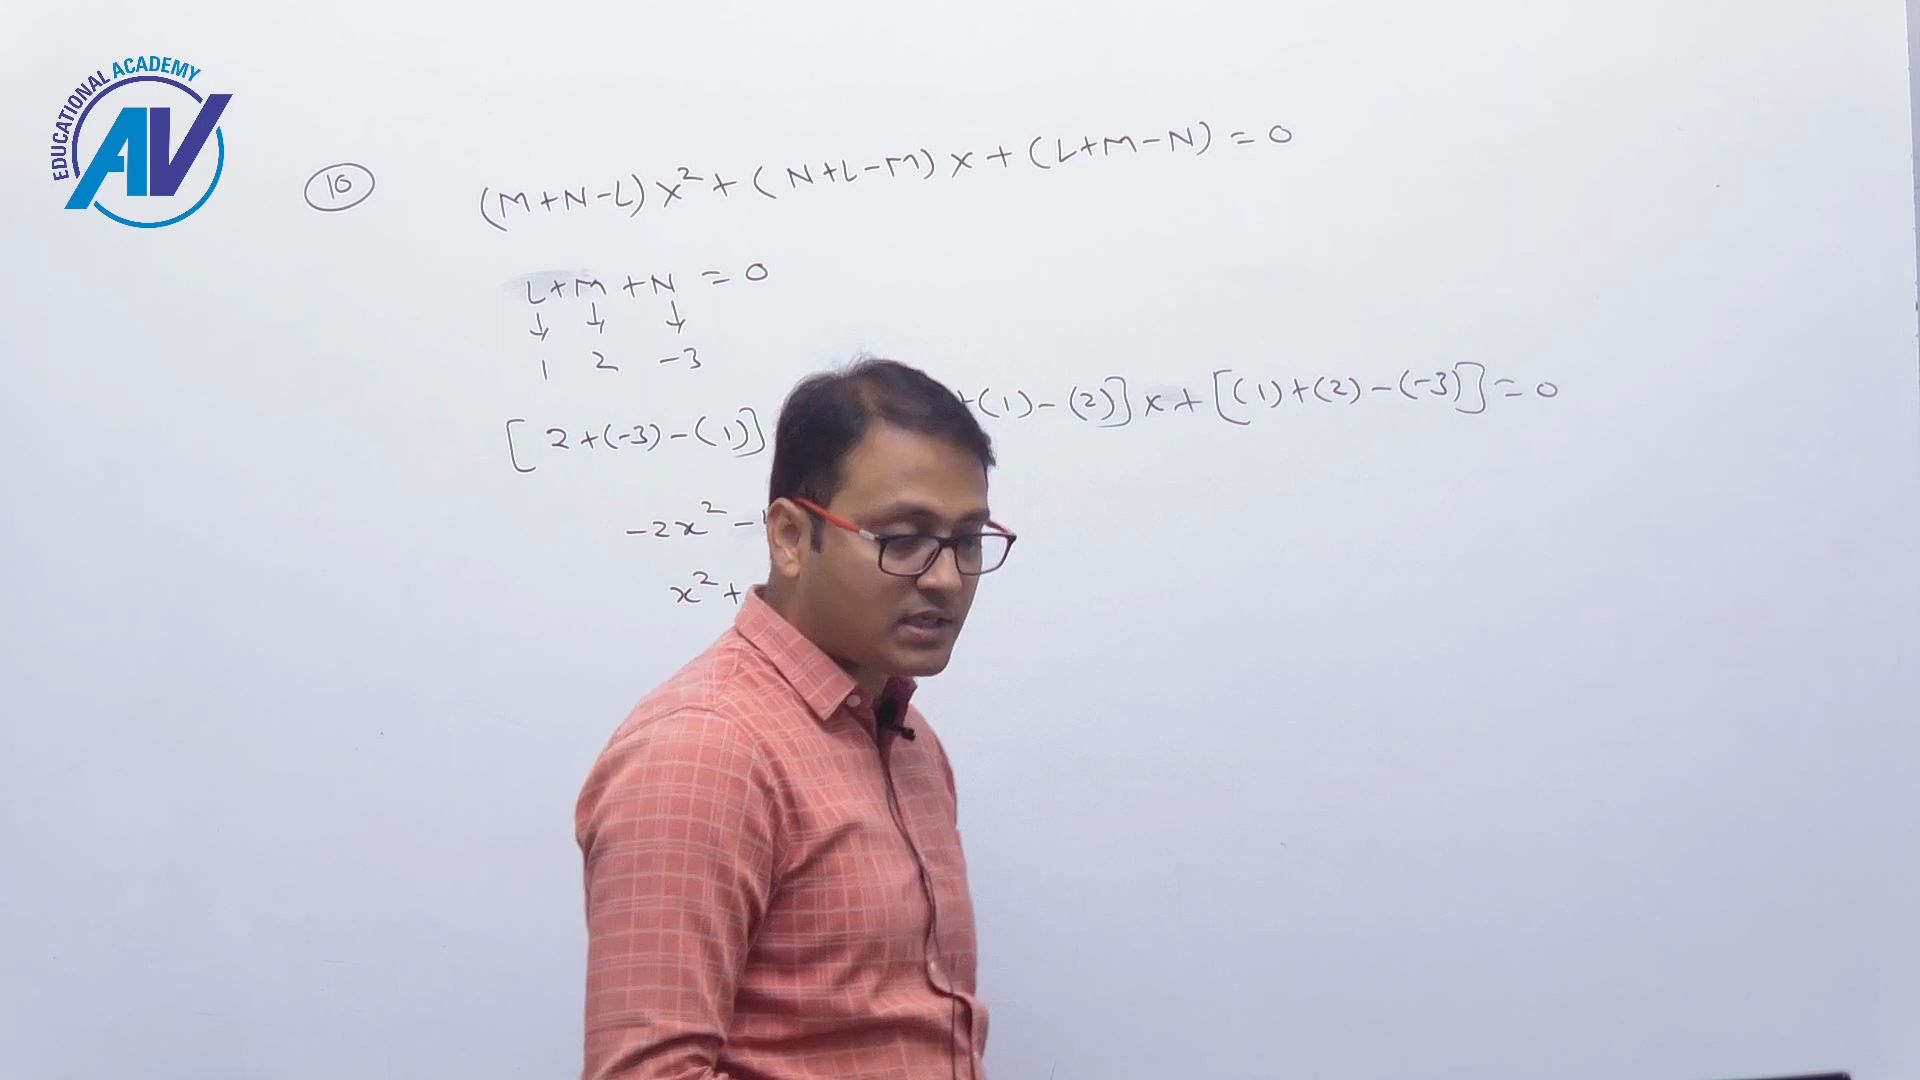 EDUCATIONAL ACADEMY
AV
10 (M+N-L)x²+(N+L-M)x+(L+M-N)=0
L+M+N=0
↓ ↓ ↓
1 2 -3
[2+(-3)-(1)] +(1)-(2)]x+[(1)+(2)-(-3)]=0
-2x²-
x²+